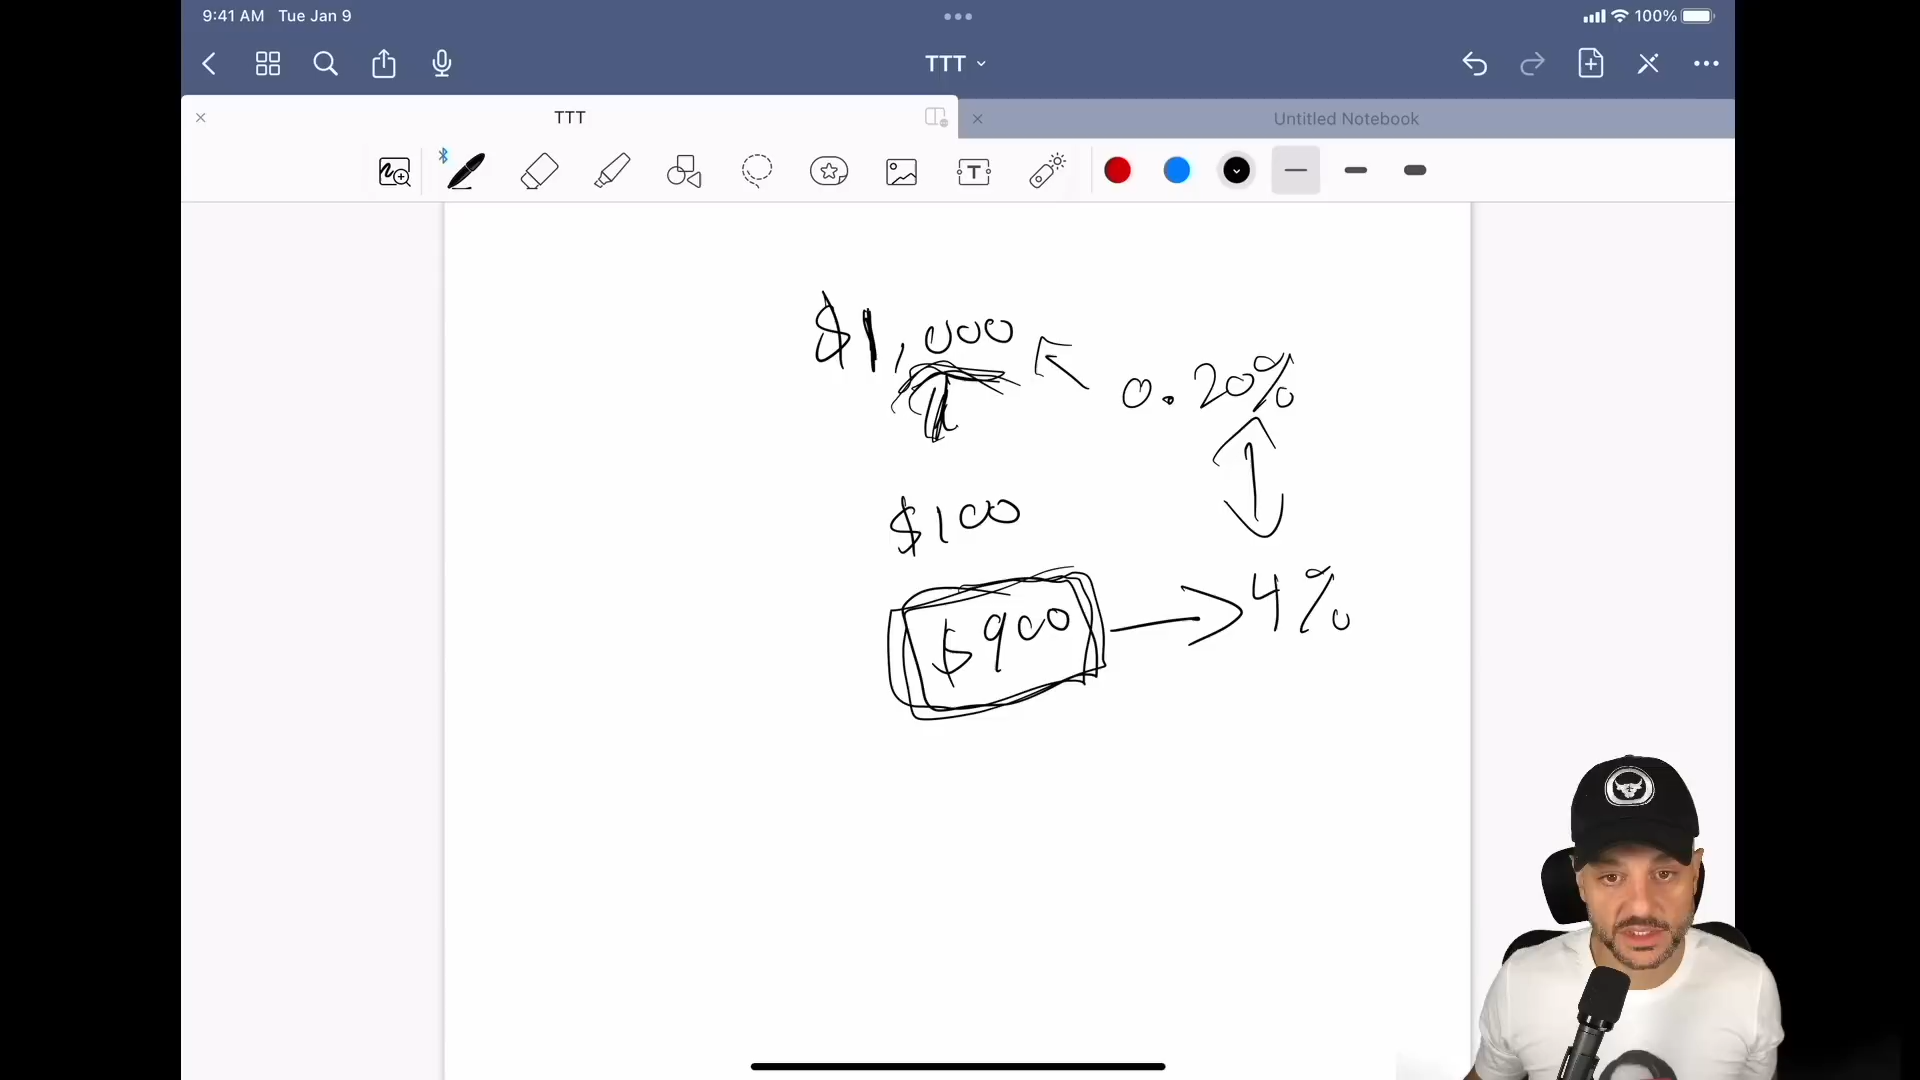 9:41 AM Tue Jan 9
100%
TTT
TTT
Untitled Notebook
T
$1,000
0.20%
$100
$900
4%